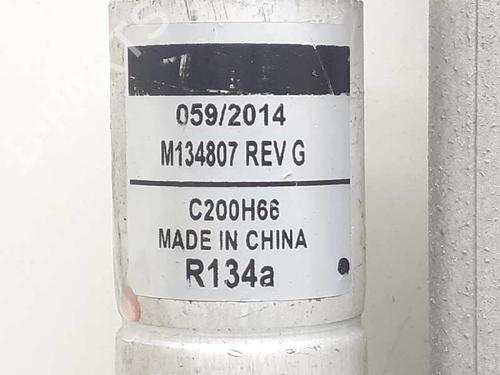 059/2014
M134807 REV G
C200H66
MADE IN CHINA
R134a